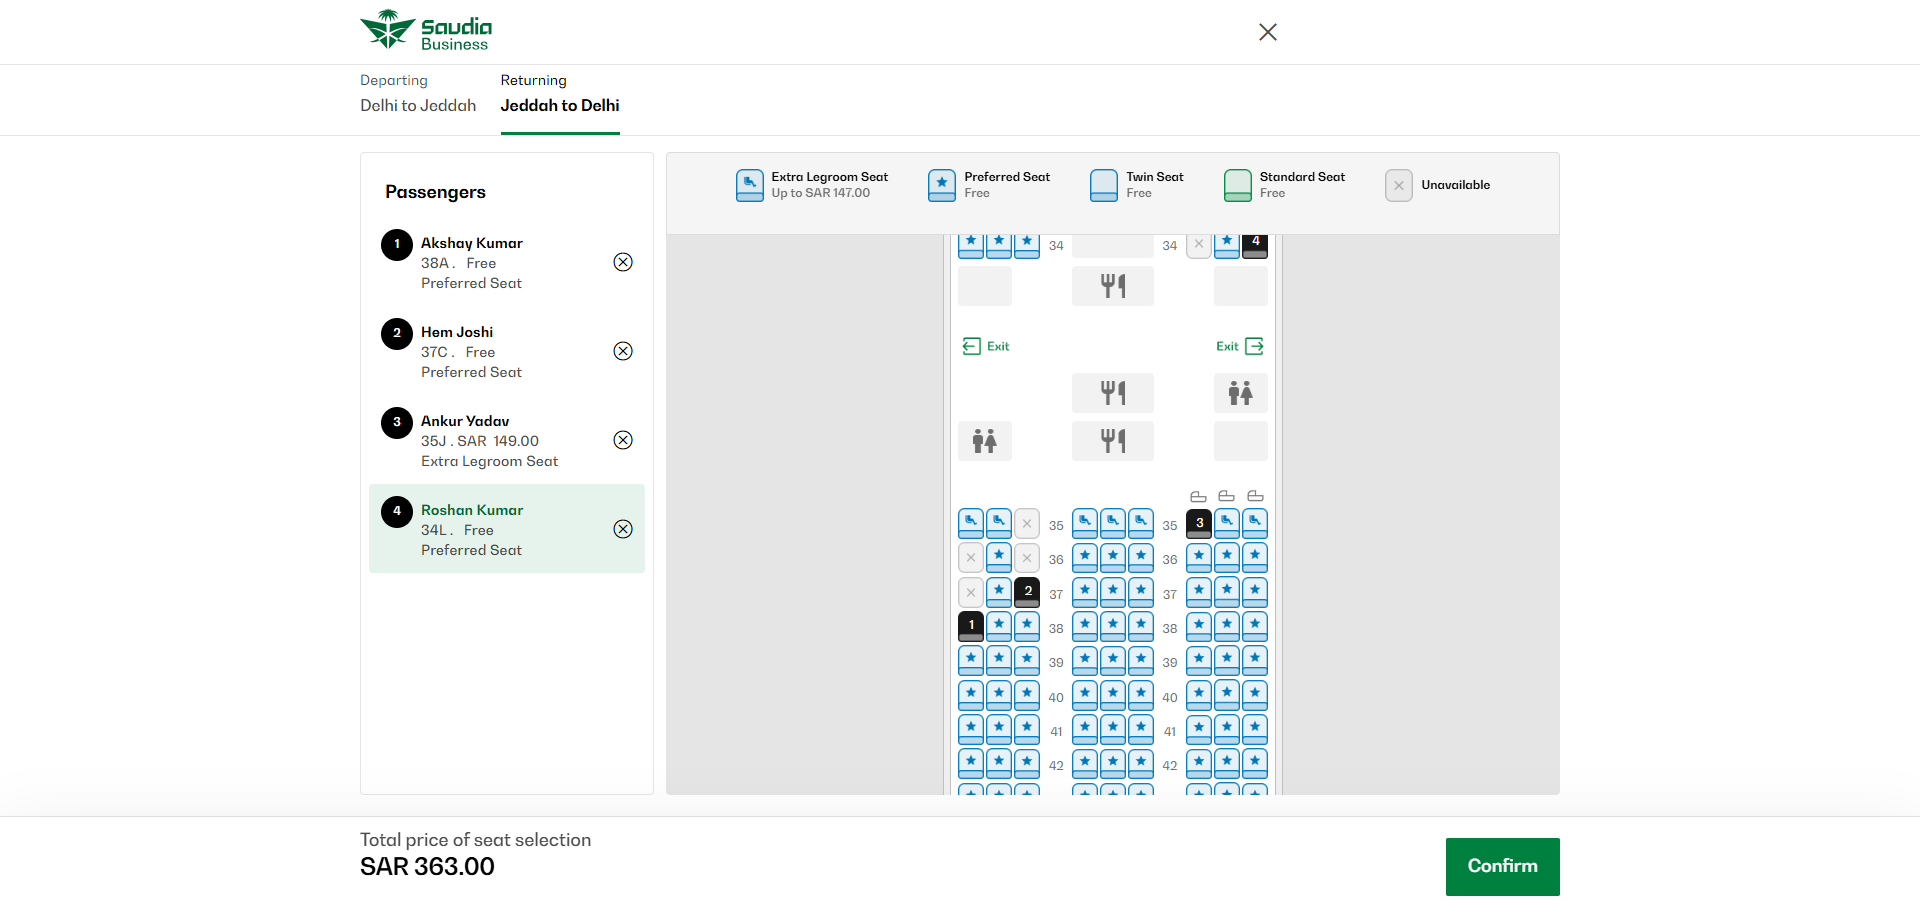 Saudia
Business
Departing
Delhi to Jeddah
Returning
Jeddah to Delhi
Passengers
1
Akshay Kumar
38A . Free
Preferred Seat
2
Hem Joshi
37C . Free
Preferred Seat
3
Ankur Yadav
35J . SAR 149.00
Extra Legroom Seat
4
Roshan Kumar
34L . Free
Preferred Seat
Extra Legroom Seat
Up to SAR 147.00
Preferred Seat
Free
Twin Seat
Free
Standard Seat
Free
Unavailable
34 34 4
Exit Exit
35 35 3
36 36
2 37 37
1 38 38
39 39
40 40
41 41
42 42
Total price of seat selection
SAR 363.00
Confirm